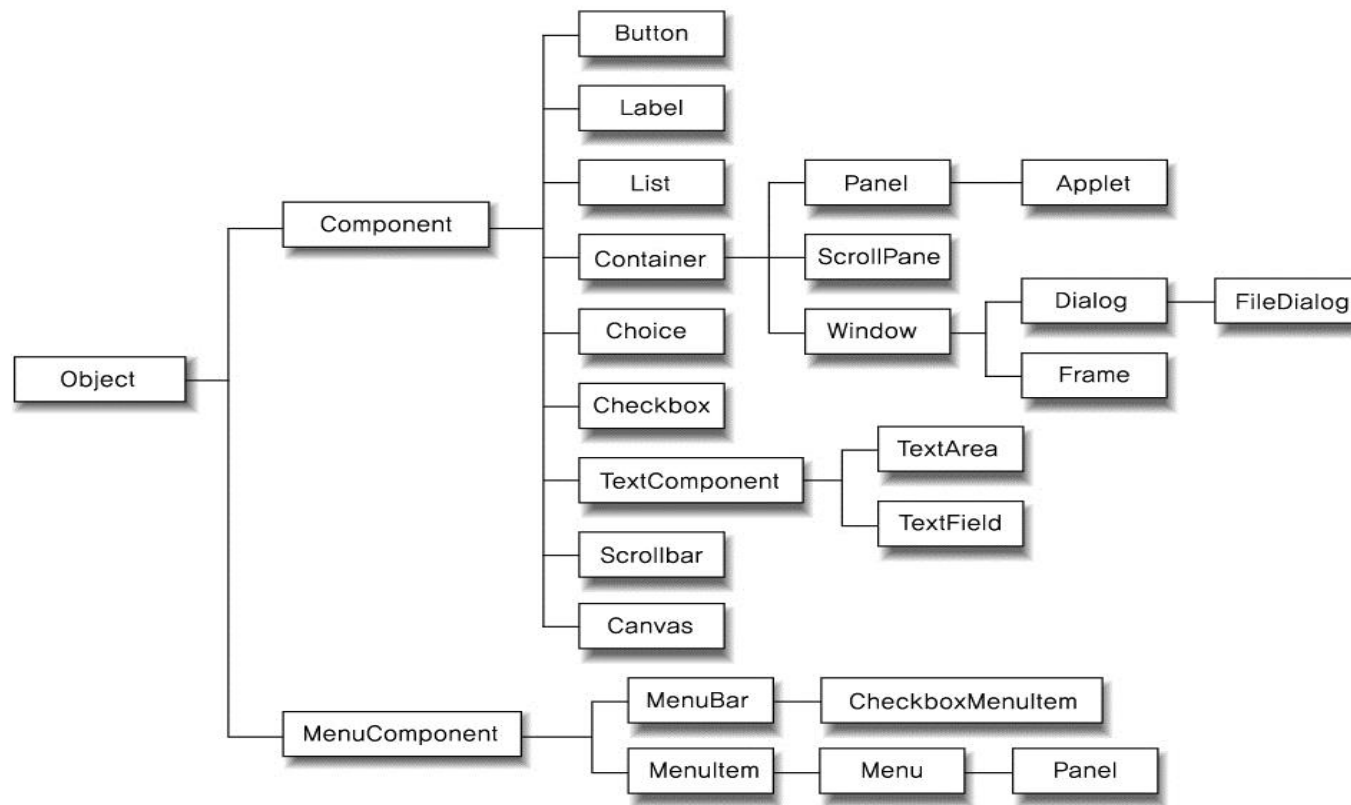 Button
Label
List
Panel
Applet
Component
Container
ScrollPane
Dialog
FileDialog
Choice
Window
Object
Frame
Checkbox
TextArea
TextComponent
TextField
Scrollbar
Canvas
MenuBar
CheckboxMenuItem
MenuComponent
MenuItem
Menu
Panel